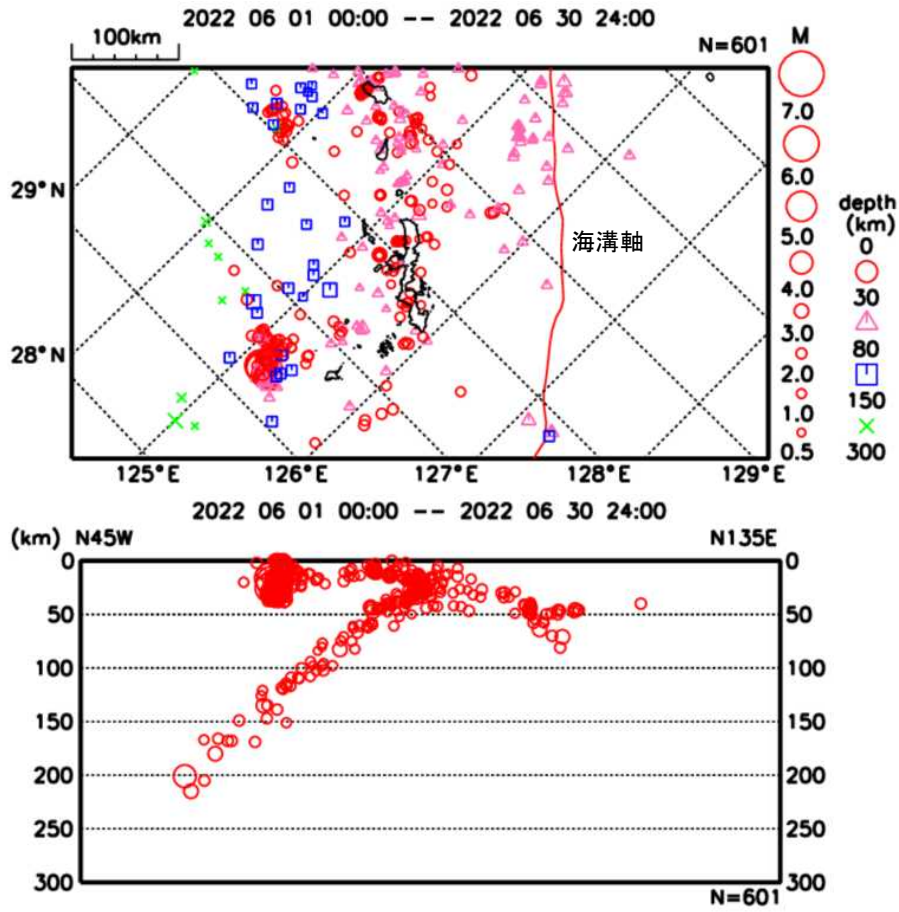 2022 06 01 00:00 -- 2022 06 30 24:00
100km
N=601
M
7.0
6.0
5.0
4.0
3.0
2.0
1.0
0.5
depth
(km)
0
30
80
150
300
29°N
28°N
海溝軸
125°E
126°E
127°E
128°E
129°E
2022 06 01 00:00 -- 2022 06 30 24:00
(km) N45W
N135E
0
50
100
150
200
250
300
0
50
100
150
200
250
300
N=601